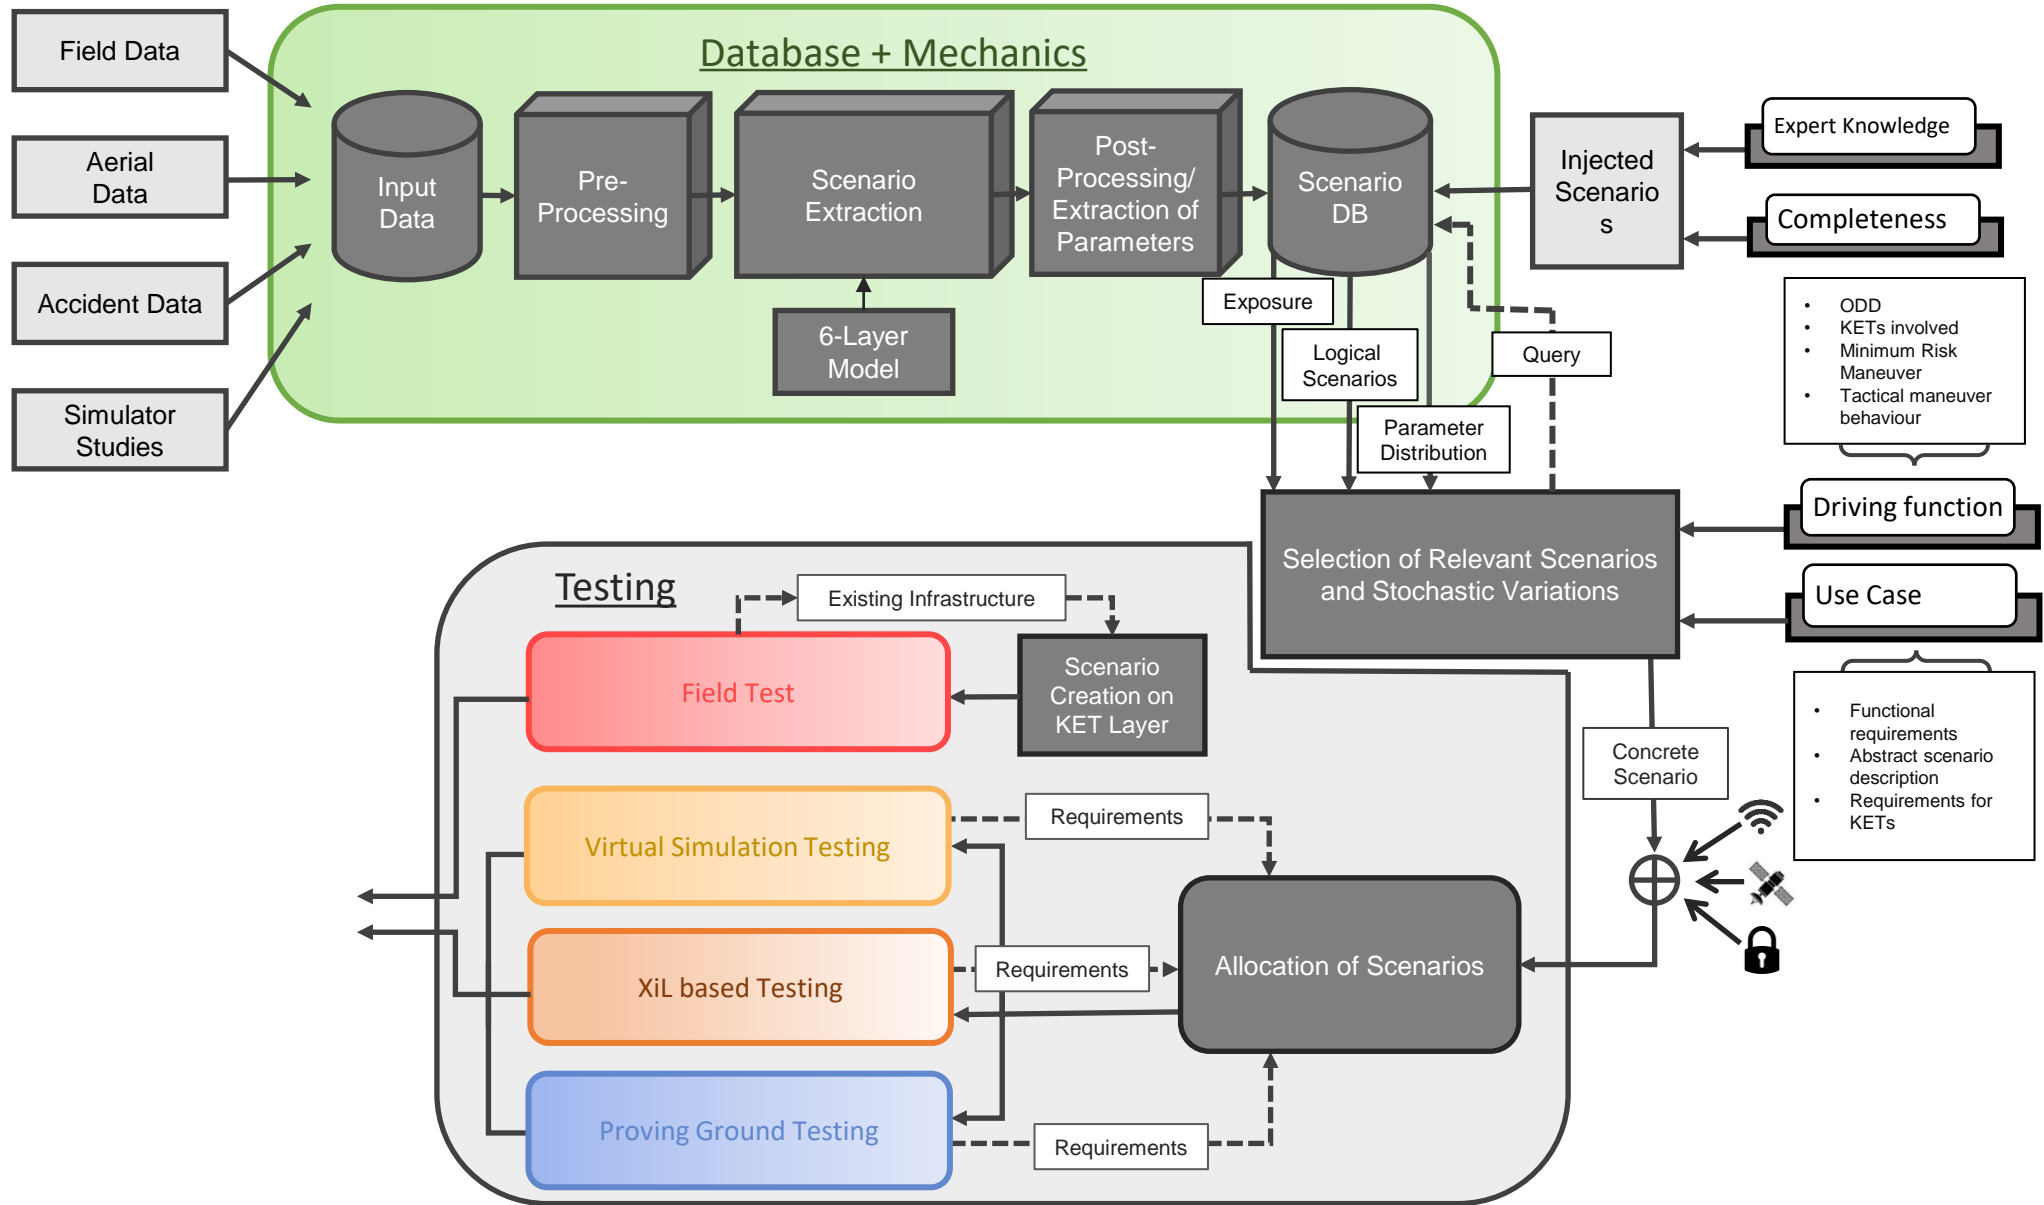 Field Data
Aerial
Data
Accident Data
Simulator
Studies
Database + Mechanics
Input
Data
Pre-
Processing
Scenario
Extraction
6-Layer
Model
Post-
Processing/
Extraction of
Parameters
Scenario
DB
Injected
Scenario
s
Expert Knowledge
Completeness
Exposure
Logical
Scenarios
Parameter
Distribution
Query
• ODD
• KETs involved
• Minimum Risk
Maneuver
• Tactical maneuver
behaviour
Driving function
Use Case
• Functional
requirements
• Abstract scenario
description
• Requirements for
KETs
Selection of Relevant Scenarios
and Stochastic Variations
Concrete
Scenario
Testing
Existing Infrastructure
Field Test
Scenario
Creation on
KET Layer
Virtual Simulation Testing
Requirements
XiL based Testing
Requirements
Allocation of Scenarios
Proving Ground Testing
Requirements